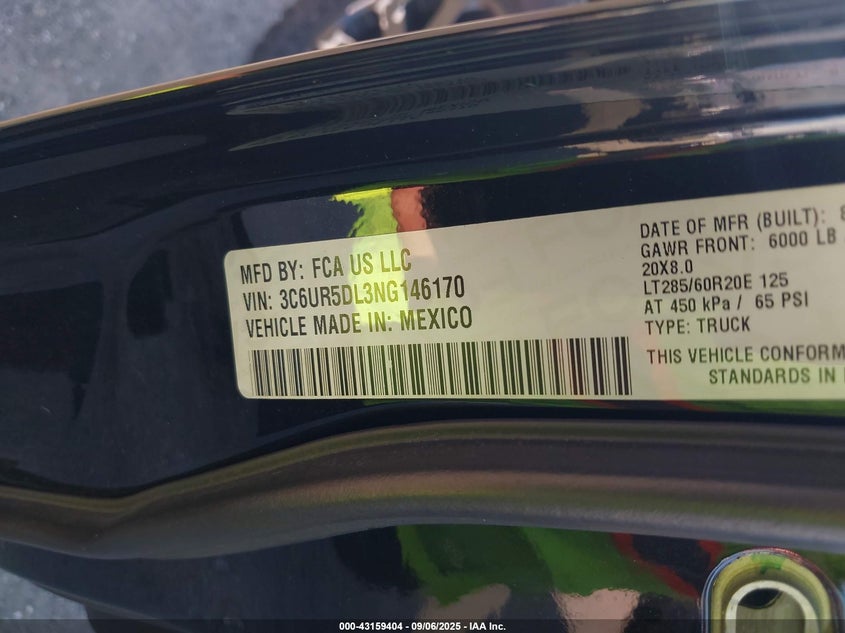 MFD BY: FCA US LLC
VIN: 3C6UR5DL3NG146170
VEHICLE MADE IN: MEXICO
DATE OF MFR (BUILT): 8
GAWR FRONT: 6000 LB
20X8.0
LT285/60R20E 125
AT 450 kPa / 65 PSI
TYPE: TRUCK
THIS VEHICLE CONFORM
STANDARDS IN
000-43159404 - 09/06/2025 - IAA Inc.